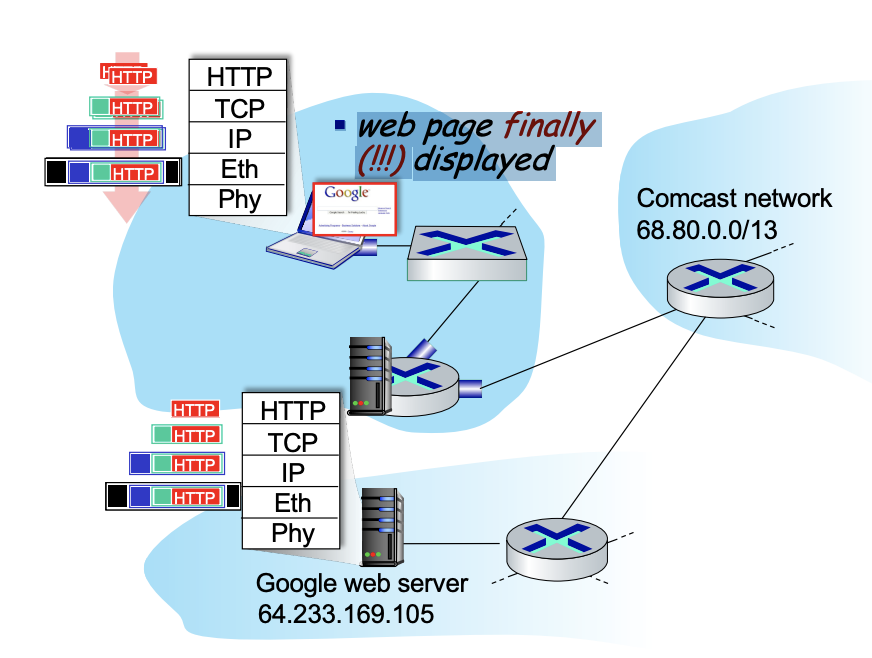 HTTP
HTTP
HTTP
HTTP
HTTP
HTTP
TCP
IP
Eth
Phy
web page finally
(!!!) displayed
Google
Comcast network
68.80.0.0/13
HTTP
HTTP
HTTP
HTTP
HTTP
TCP
IP
Eth
Phy
Google web server
64.233.169.105